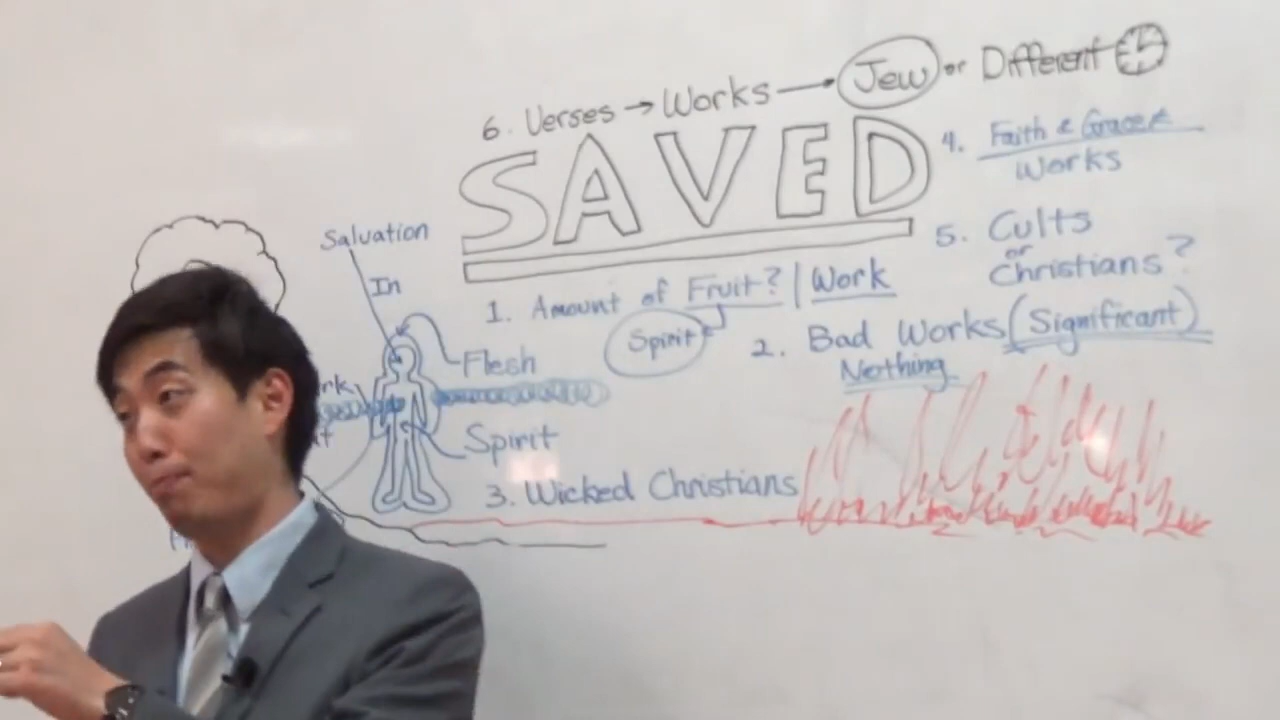 6. Verses → Works → Jew or Different
SAVED
4. Faith & Grace
Works
5. Cults
or
Christians?
Salvation
In
1. Amount of Fruit? | Work
Spirit
2. Bad Works (Significant)
Nothing
Flesh
Spirit
3. Wicked Christians